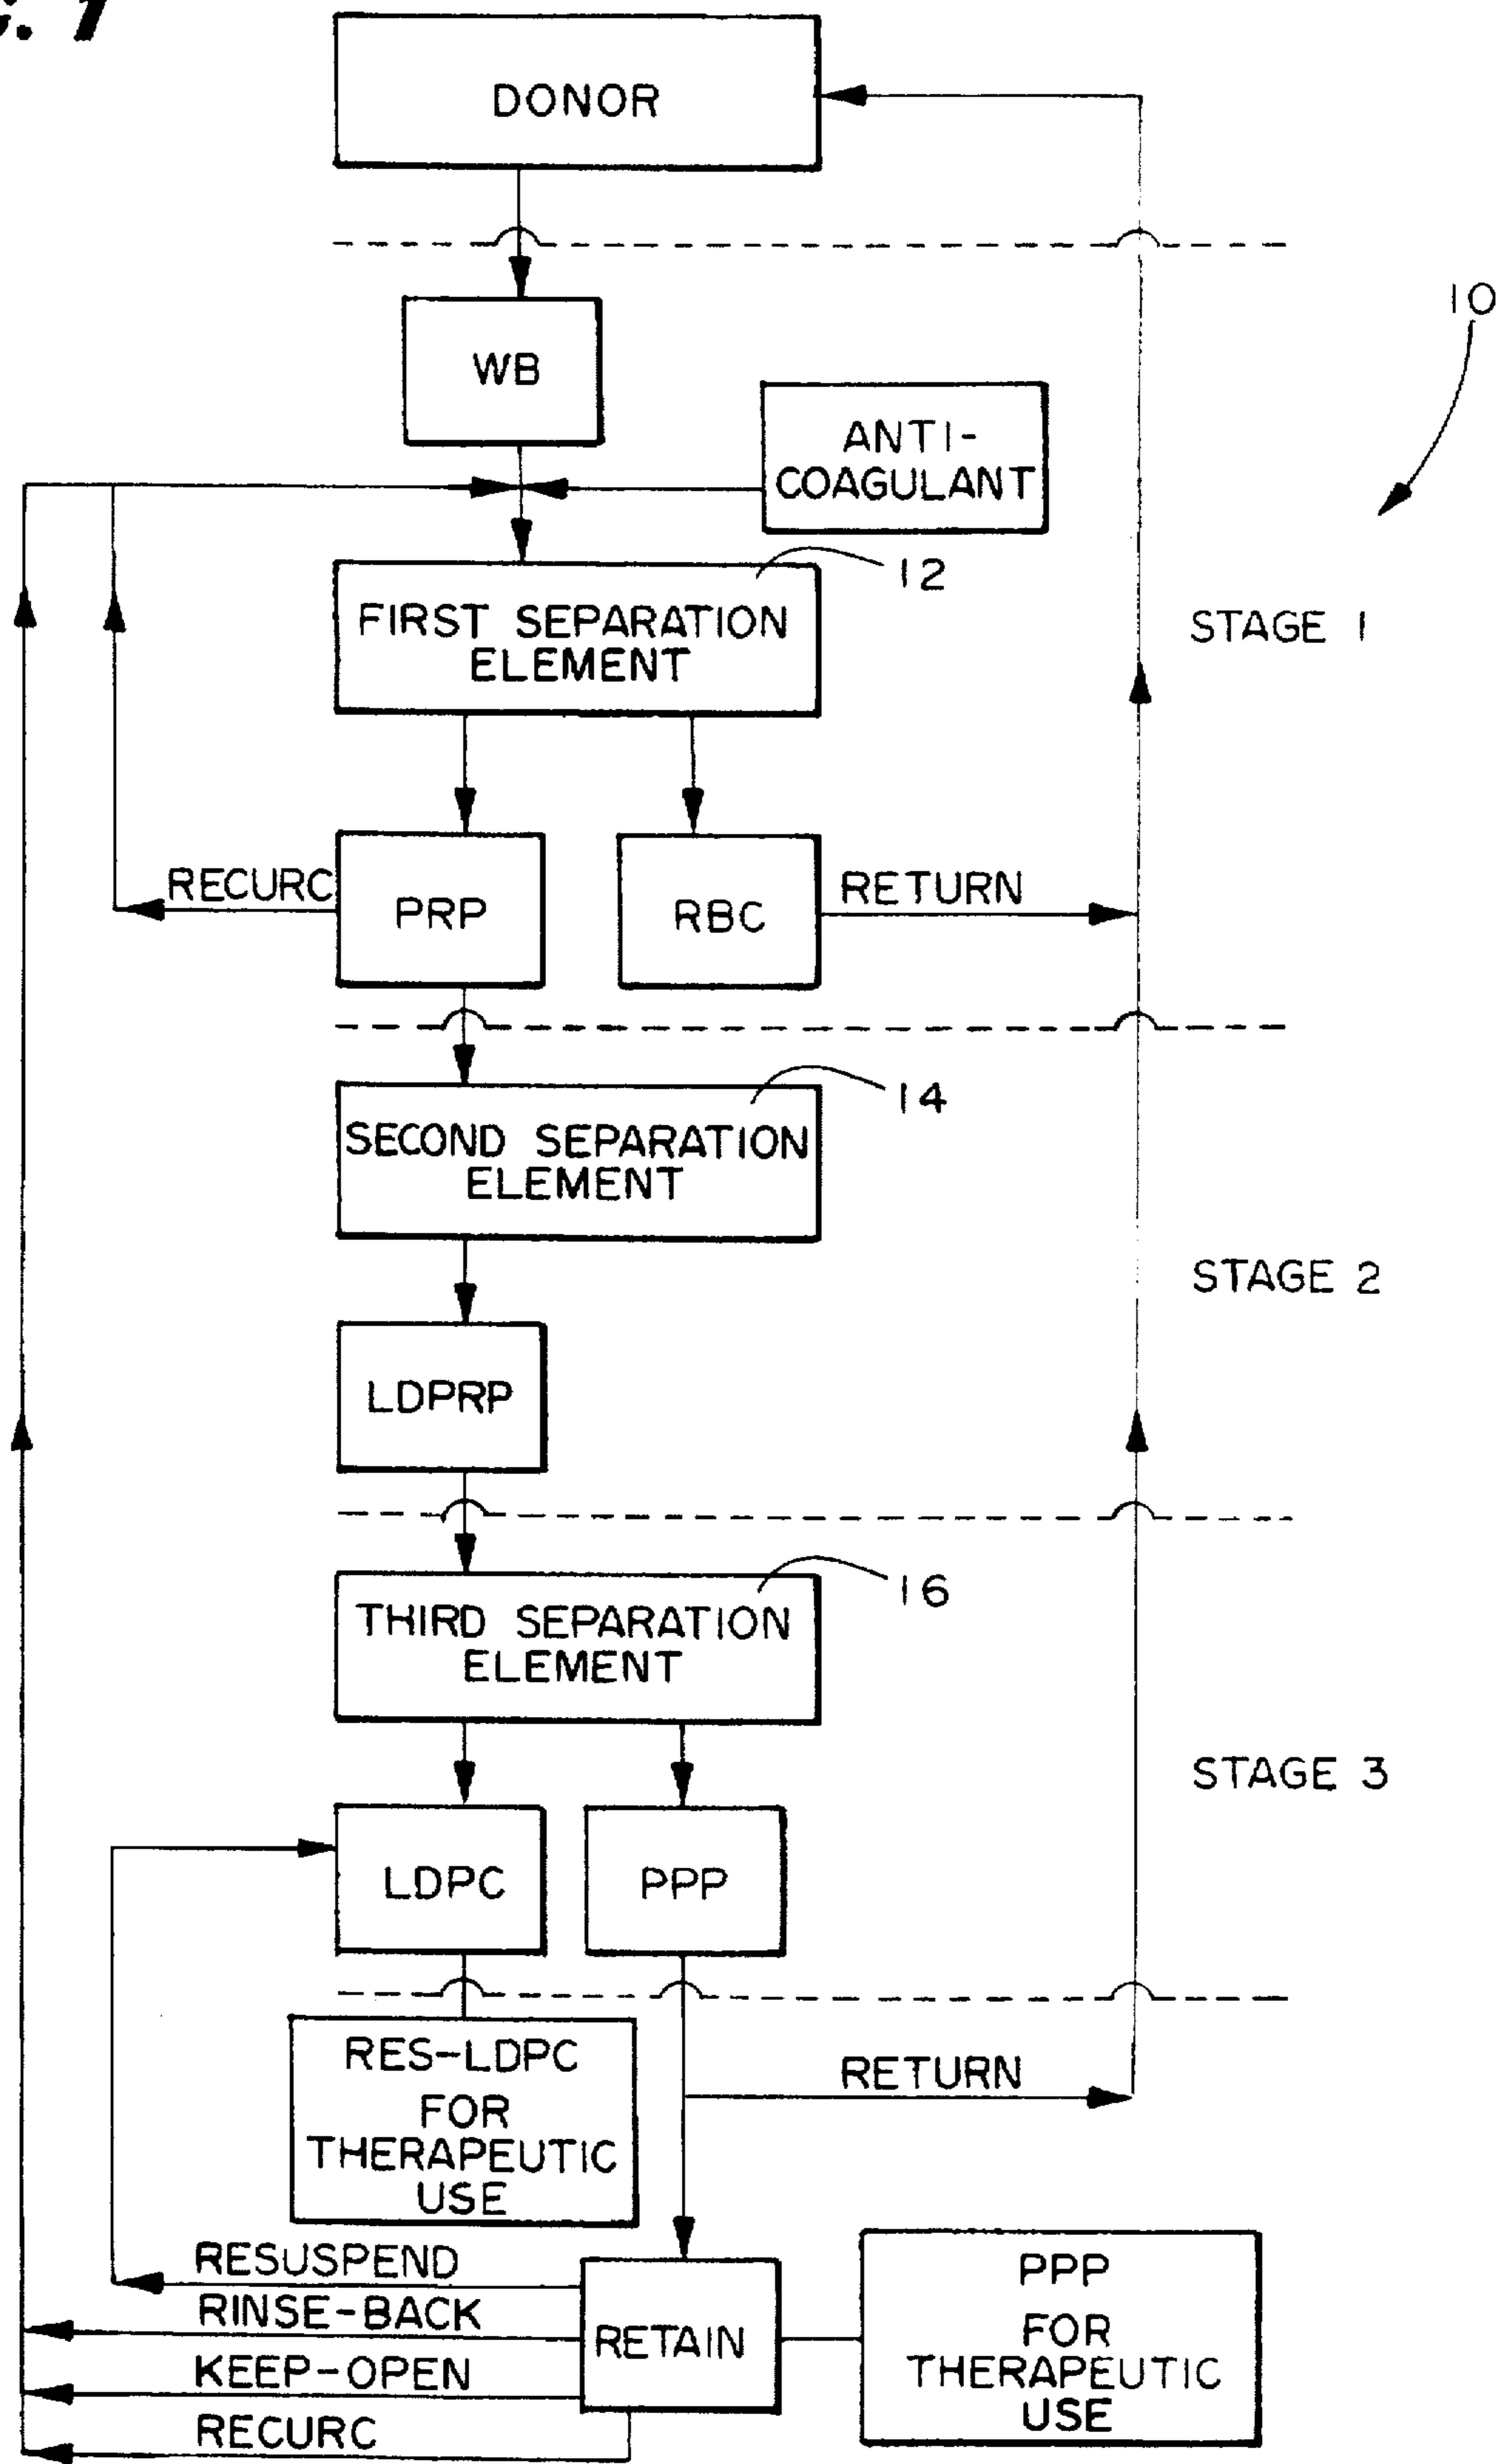 G. 1
DONOR
WB
10
ANTI-
COAGULANT
12
FIRST SEPARATION
ELEMENT
STAGE 1
RECURC
PRP
RBC
RETURN
14
SECOND SEPARATION
ELEMENT
STAGE 2
LDPRP
16
THIRD SEPARATION
ELEMENT
STAGE 3
LDPC
PPP
RES-LDPC
FOR
THERAPEUTIC
USE
RETURN
RESUSPEND
RINSE-BACK
KEEP-OPEN
RECURC
RETAIN
PPP
FOR
THERAPEUTIC
USE